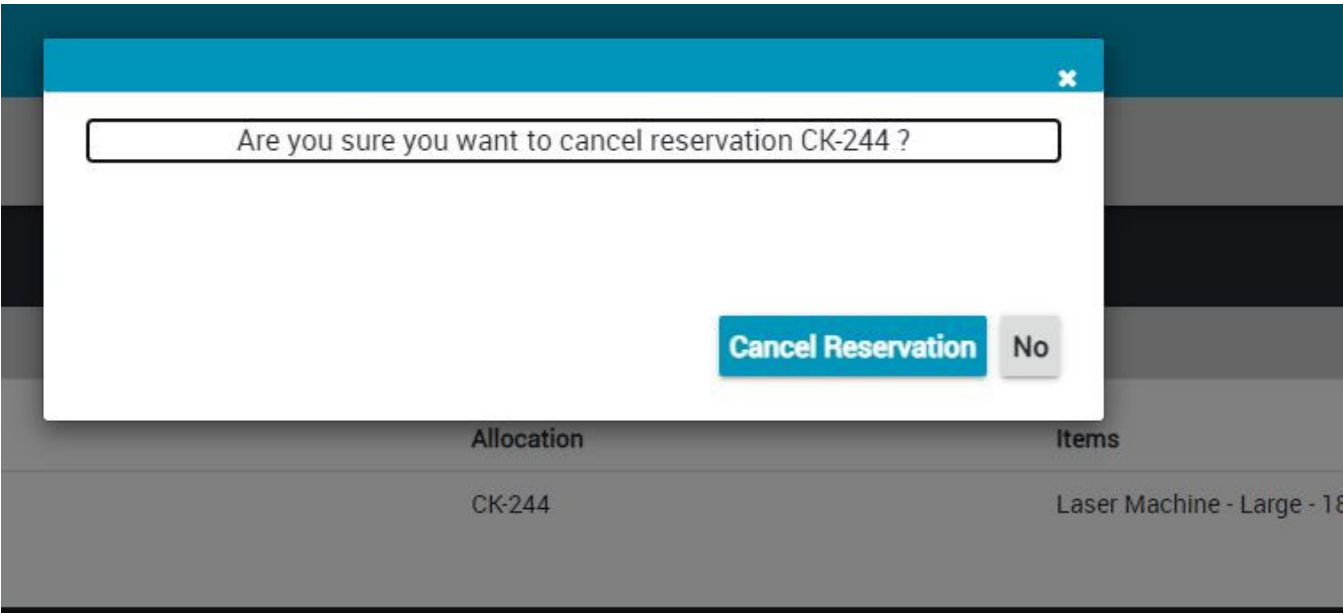 Are you sure you want to cancel reservation CK-244 ?
Cancel Reservation No
Allocation Items
CK-244 Laser Machine - Large - 18